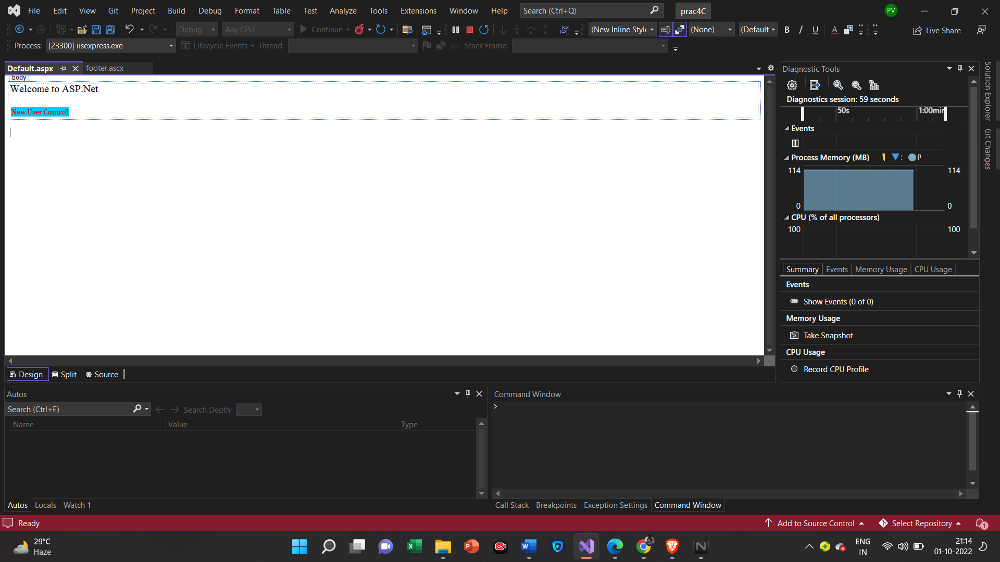 File Edit View Git Project Build Debug Format Table Test Analyze Tools Extensions Window Help Search (Ctrl+Q) prac4C PV
Debug Any CPU Continue (New Inline Style (None) (Default B I U A Live Share
Process: [23300] iisexpress.exe Lifecycle Events Thread: Stack Frame:
Default.aspx footer.ascx
body
Welcome to ASP.Net
New User Control
Design Split Source
Diagnostic Tools
Diagnostics session: 59 seconds
50s 1:00min
Events
Process Memory (MB) P
114 114
0 0
CPU (% of all processors)
100 100
Summary Events Memory Usage CPU Usage
Events
Show Events (0 of 0)
Memory Usage
Take Snapshot
CPU Usage
Record CPU Profile
Solution Explorer
Git Changes
Autos
Search (Ctrl+E) Search Depth:
Name Value Type
Autos Locals Watch 1
Command Window
>
Call Stack Breakpoints Exception Settings Command Window
Ready Add to Source Control Select Repository 1
29°C
Haze
ENG
IN
21:14
01-10-2022